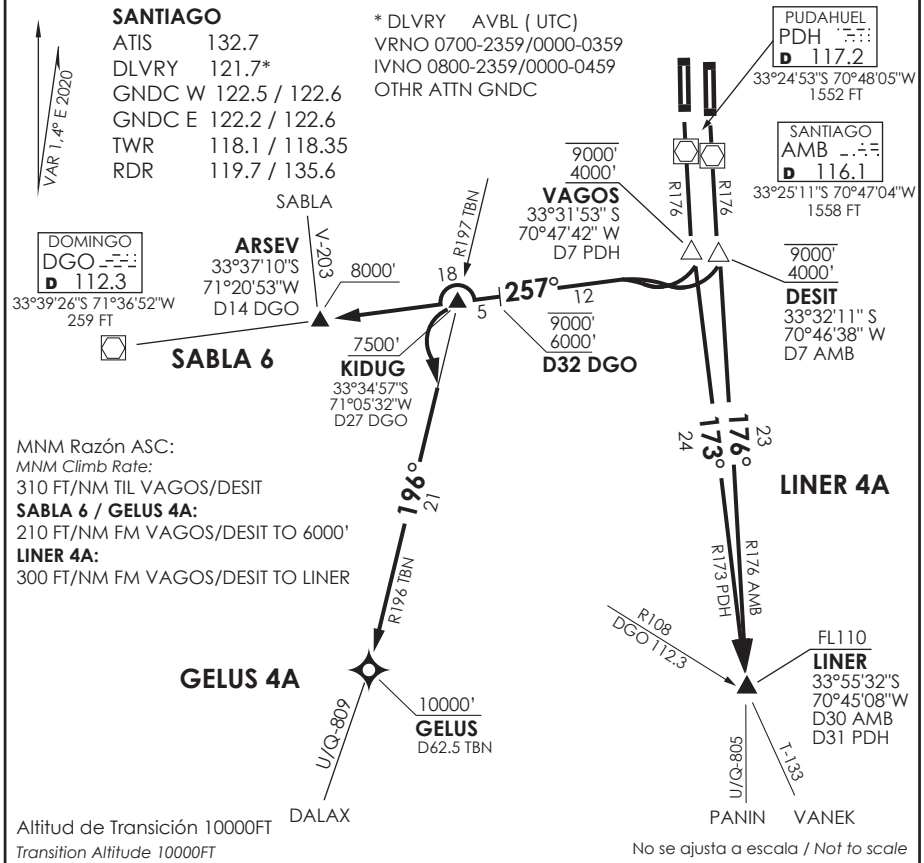 SANTIAGO
ATIS 132.7
DLVRY 121.7*
GNDC W 122.5 / 122.6
GNDC E 122.2 / 122.6
TWR 118.1 / 118.35
RDR 119.7 / 135.6
* DLVRY AVBL ( UTC)
VRNO 0700-2359/0000-0359
IVNO 0800-2359/0000-0459
OTHR ATTN GNDC
VAR 1,4° E 2020
PUDAHUEL
PDH
D 117.2
33°24'53"S 70°48'05"W
1552 FT
SANTIAGO
AMB
D 116.1
33°25'11"S 70°47'04"W
1558 FT
R176
R176
9000'
4000'
VAGOS
33°31'53" S
70°47'42" W
D7 PDH
9000'
4000'
DESIT
33°32'11" S
70°46'38" W
D7 AMB
SABLA
V-203
R197 TBN
DOMINGO
DGO
D 112.3
33°39'26"S 71°36'52"W
259 FT
ARSEV
33°37'10"S
71°20'53"W
D14 DGO
8000'
18
5
257°
12
9000'
6000'
D32 DGO
SABLA 6
7500'
KIDUG
33°34'57"S
71°05'32"W
D27 DGO
MNM Razón ASC:
MNM Climb Rate:
310 FT/NM TIL VAGOS/DESIT
SABLA 6 / GELUS 4A:
210 FT/NM FM VAGOS/DESIT TO 6000'
LINER 4A:
300 FT/NM FM VAGOS/DESIT TO LINER
196°
21
R196 TBN
24
173°
176°
23
LINER 4A
R173 PDH
R176 AMB
R108
DGO 112.3
FL110
LINER
33°55'32"S
70°45'08"W
D30 AMB
D31 PDH
GELUS 4A
10000'
GELUS
D62.5 TBN
U/Q-809
DALAX
U/Q-805
T-133
PANIN VANEK
Altitud de Transición 10000FT
Transition Altitude 10000FT
No se ajusta a escala / Not to scale